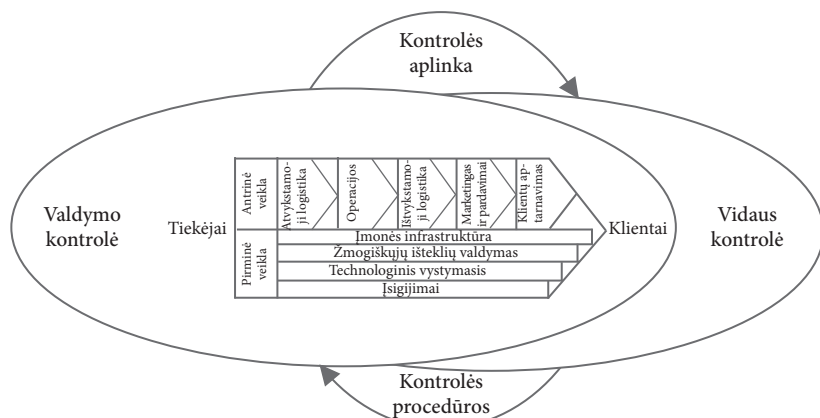 Kontrolės
aplinka
Valdymo
kontrolė
Tiekėjai
Antrinė
veikla
Atvykstamo-
ji logistika
Operacijos
Ištvykstamo-
ji logistika
Marketingas
ir pardavimai
Klientų ap-
tarnavimas
Pirminė
veikla
Įmonės infrastruktūra
Žmogiškųjų išteklių valdymas
Technologinis vystymasis
Įsigijimai
Klientai
Vidaus
kontrolė
Kontrolės
procedūros